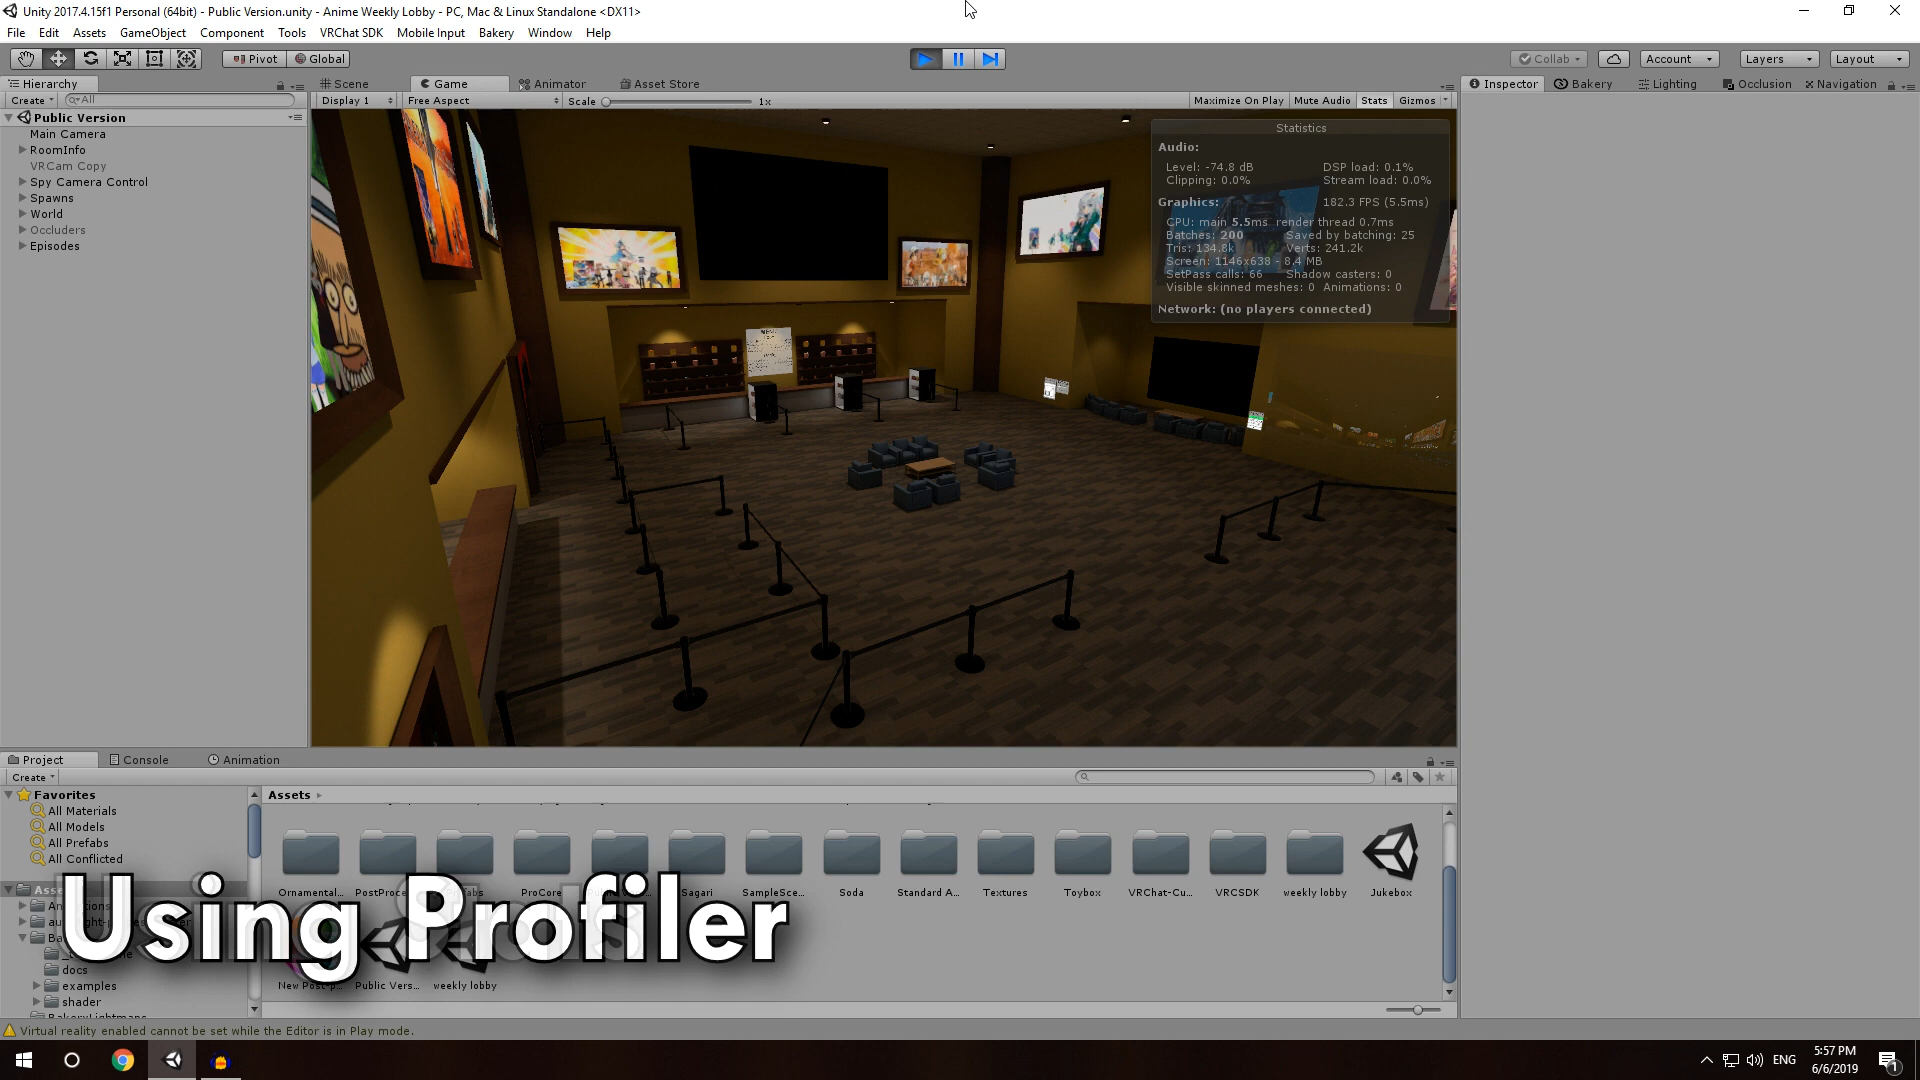 Unity 2017.4.15f1 Personal (64bit) - Public Version.unity - Anime Weekly Lobby - PC, Mac & Linux Standalone <DX11>
File Edit Assets GameObject Component Tools VRChat SDK Mobile Input Bakery Window Help
Pivot Global Collab Account Layers Layout
Hierarchy Scene Game Animator Asset Store Inspector Bakery Lighting Occlusion Navigation
Create All Display 1 Free Aspect Scale 1x Maximize On Play Mute Audio Stats Gizmos
Public Version
Main Camera
RoomInfo
VRCam Copy
Spy Camera Control
Spawns
World
Occluders
Episodes
Statistics
Audio:
Level: -74.8 dB DSP load: 0.1%
Clipping: 0.0% Stream load: 0.0%
Graphics: 182.3 FPS (5.5ms)
CPU: main 5.5ms render thread 0.7ms
Batches: 200 Saved by batching: 25
Tris: 134.8k Verts: 241.2k
Screen: 1146x638 - 8.4 MB
SetPass calls: 66 Shadow casters: 0
Visible skinned meshes: 0 Animations: 0
Network: (no players connected)
Project Console Animation
Create
Favorites
All Materials
All Models
All Prefabs
All Conflicted
Assets
Ornamental... PostProce... ProCore Sagari SampleSce... Soda Standard A... Textures Toybox VRChat-Cu... VRCSDK weekly lobby Jukebox
Using Profiler
docs
examples
shader
New Post-p... Public Vers... weekly lobby
Virtual reality enabled cannot be set while the Editor is in Play mode.
ENG
5:57 PM
6/6/2019
1